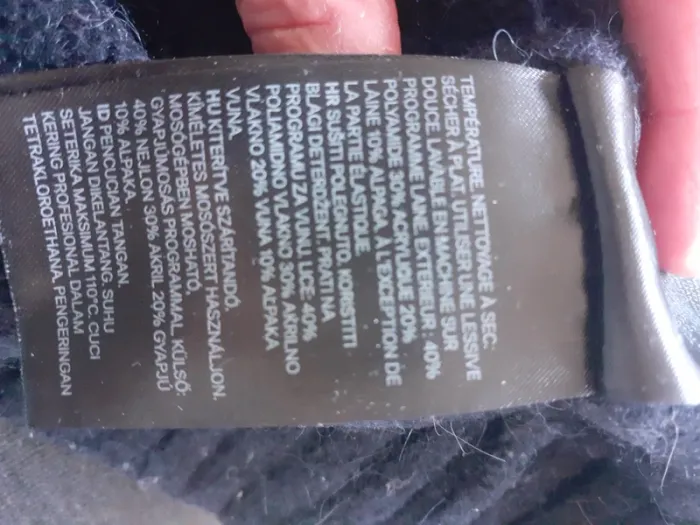 TEMPÉRATURE. NETTOYAGE À SEC.
SÉCHER À PLAT. UTILISER UNE LESSIVE
DOUCE. LAVABLE EN MACHINE SUR
PROGRAMME LAINE. EXTÉRIEUR : 40%
POLYAMIDE 30% ACRYLIQUE 20%
LAINE 10% ALPAGA. À L'EXCEPTION DE
LA PARTIE ÉLASTIQUE.
HR SUŠITI POLEGNUTO. KORISTITI
BLAGI DETERDŽENT. PRATI NA
PROGRAMU ZA VUNU. LICE: 40%
POLIAMIDNO VLAKNO 30% AKRILNO
VLAKNO 20% VUNA 10% ALPAKA
VUNA.
HU KITERÍTVE SZÁRÍTANDÓ.
KÍMÉLETES MOSÓSZERT HASZNÁLJON.
MOSÓGÉPBEN MOSHATÓ.
GYAPJÚMOSÁS PROGRAMMAL. KÜLSŐ:
40% NEJLON 30% AKRIL 20% GYAPJÚ
10% ALPAKA.
ID PENCUCIAN TANGAN.
JANGAN DIKELANTANG. SUHU
SETERIKA MAKSIMUM 110°C. CUCI
KERING PROFESIONAL DALAM
TETRAKLOROETHANA. PENGERINGAN